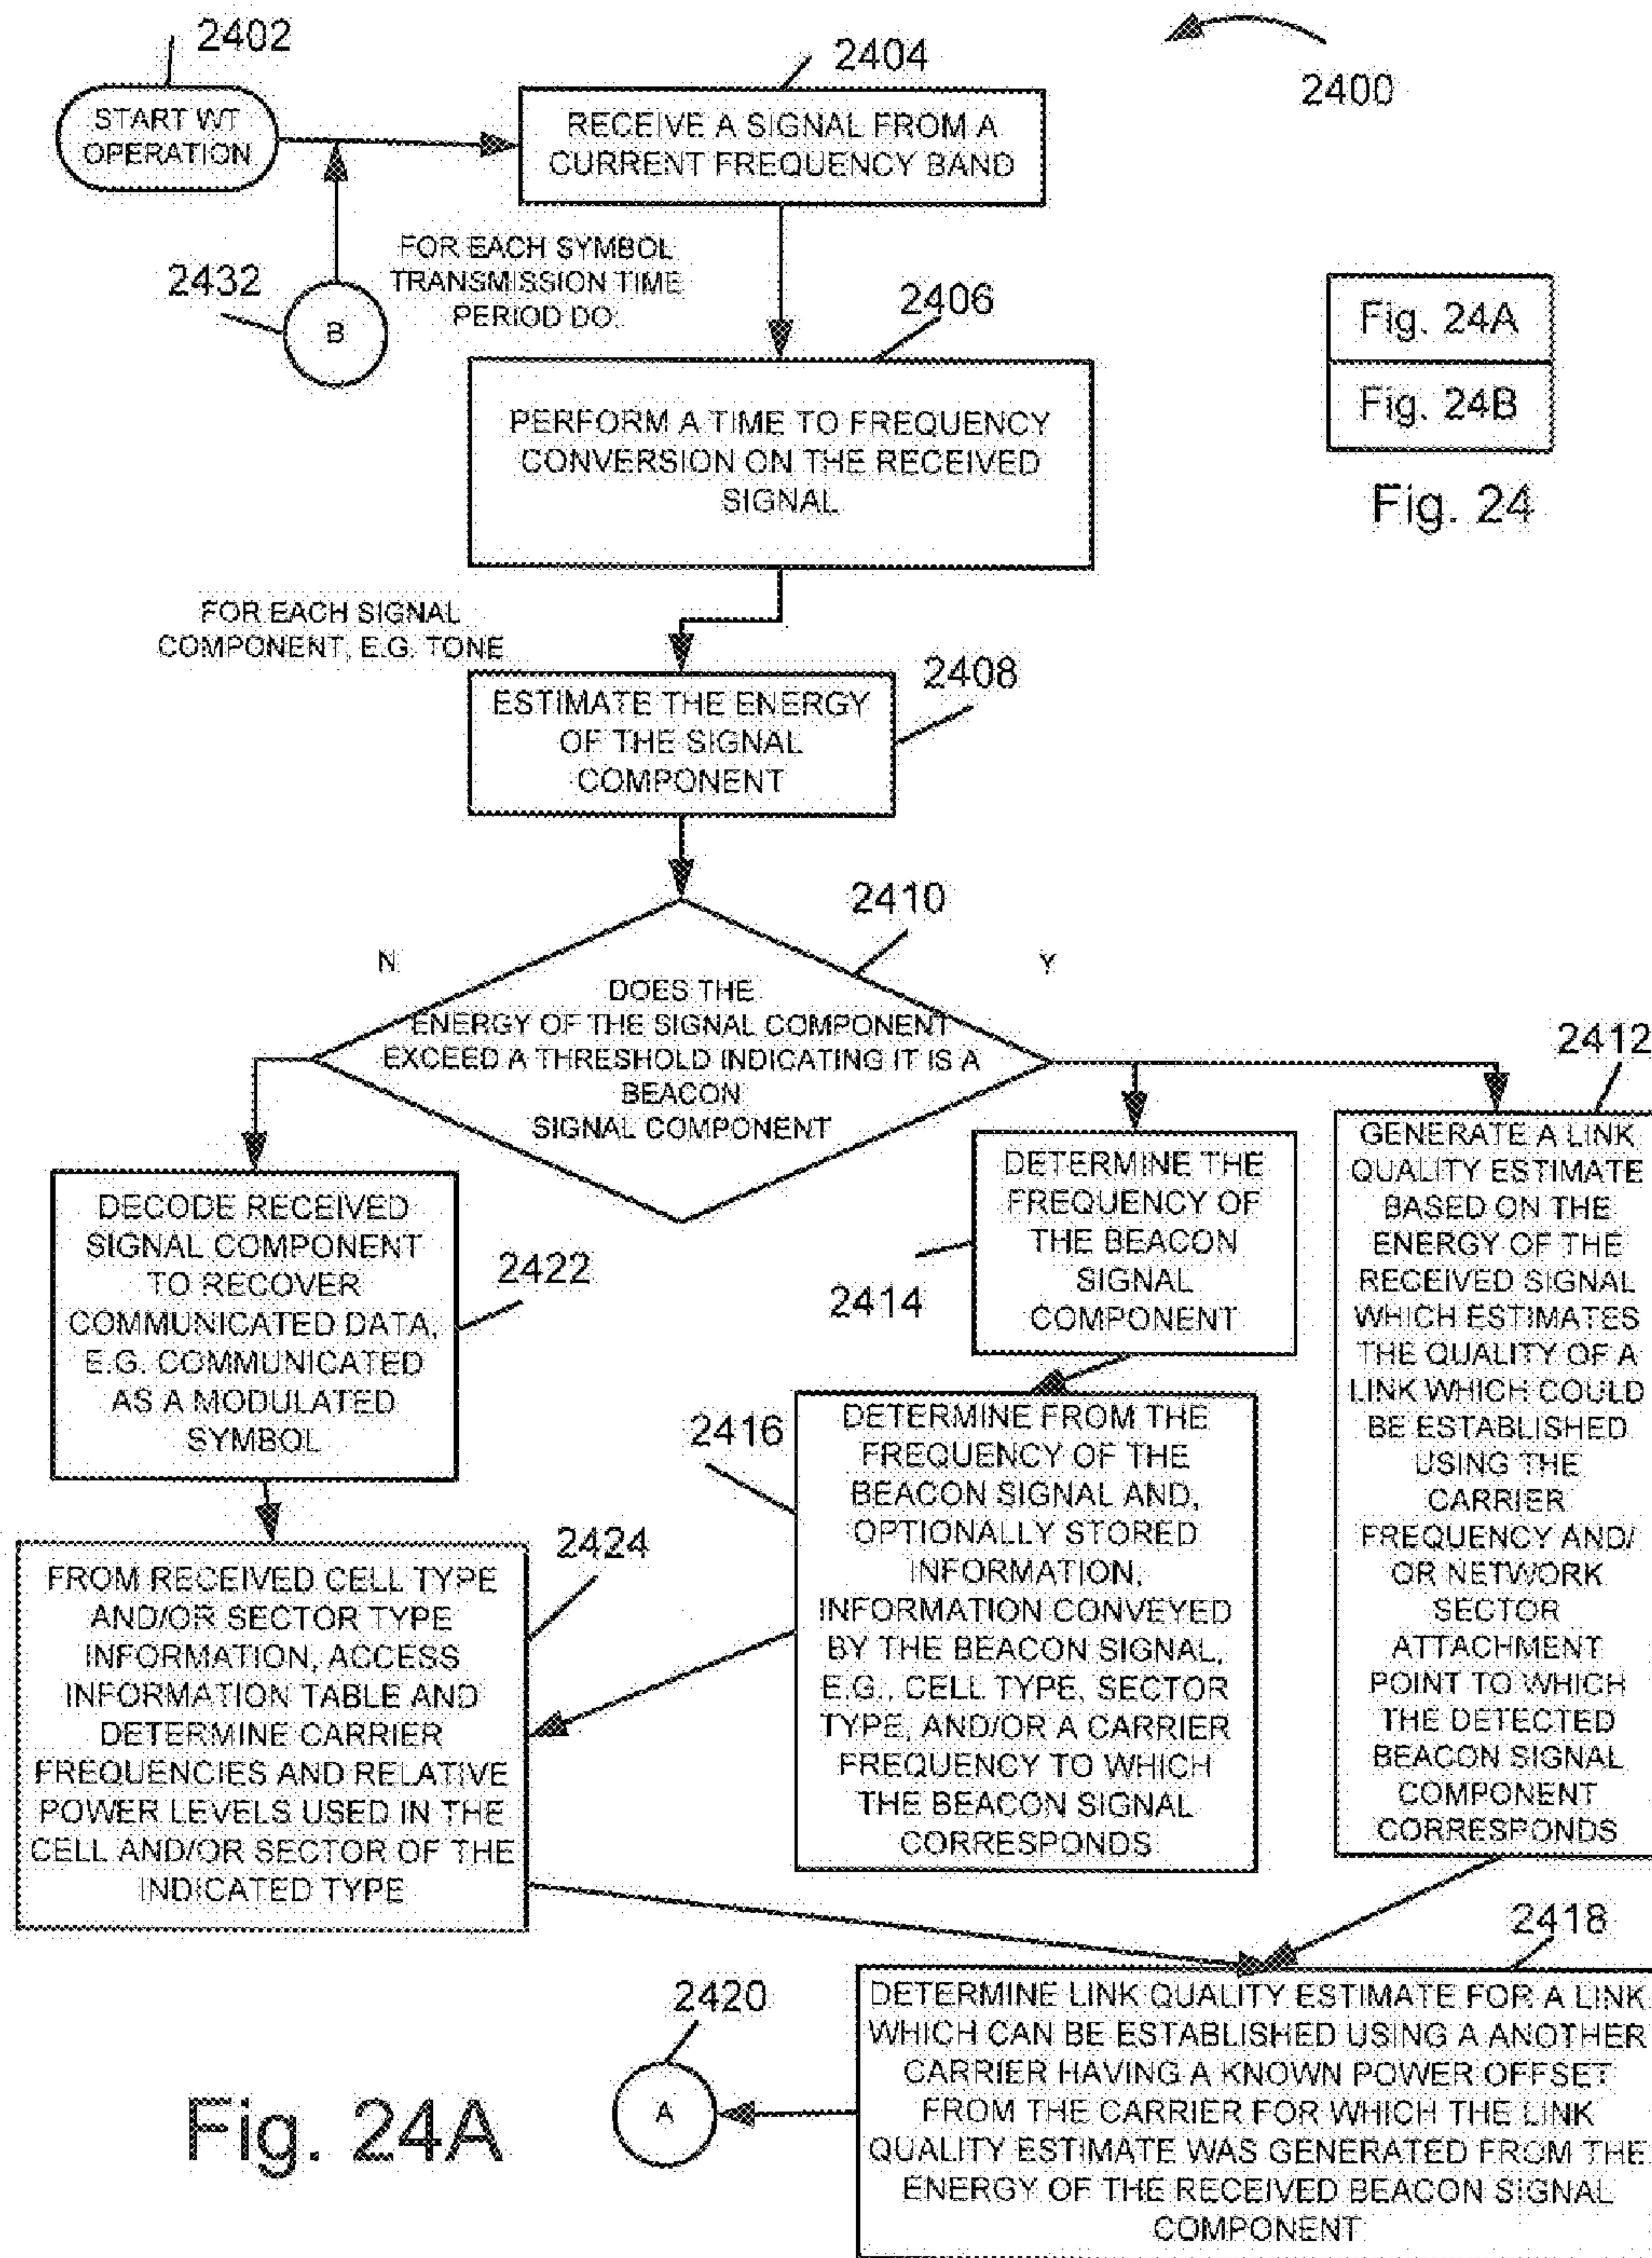 2402
START WT
OPERATION
2404
RECEIVE A SIGNAL FROM A
CURRENT FREQUENCY BAND
2400
2432
B
FOR EACH SYMBOL
TRANSMISSION TIME
PERIOD DO:
2406
PERFORM A TIME TO FREQUENCY
CONVERSION ON THE RECEIVED
SIGNAL
Fig. 24A
Fig. 24B
Fig. 24
FOR EACH SIGNAL
COMPONENT, E.G. TONE
2408
ESTIMATE THE ENERGY
OF THE SIGNAL
COMPONENT
2410
N
Y
DOES THE
ENERGY OF THE SIGNAL COMPONENT
EXCEED A THRESHOLD INDICATING IT IS A
BEACON
SIGNAL COMPONENT
2422
DECODE RECEIVED
SIGNAL COMPONENT
TO RECOVER
COMMUNICATED DATA,
E.G. COMMUNICATED
AS A MODULATED
SYMBOL
2414
DETERMINE THE
FREQUENCY OF
THE BEACON
SIGNAL
COMPONENT
2412
GENERATE A LINK
QUALITY ESTIMATE
BASED ON THE
ENERGY OF THE
RECEIVED SIGNAL
WHICH ESTIMATES
THE QUALITY OF A
LINK WHICH COULD
BE ESTABLISHED
USING THE
CARRIER
FREQUENCY AND/
OR NETWORK
SECTOR
ATTACHMENT
POINT TO WHICH
THE DETECTED
BEACON SIGNAL
COMPONENT
CORRESPONDS
2416
DETERMINE FROM THE
FREQUENCY OF THE
BEACON SIGNAL AND,
OPTIONALLY STORED
INFORMATION,
INFORMATION CONVEYED
BY THE BEACON SIGNAL,
E.G., CELL TYPE, SECTOR
TYPE, AND/OR A CARRIER
FREQUENCY TO WHICH
THE BEACON SIGNAL
CORRESPONDS
2424
FROM RECEIVED CELL TYPE
AND/OR SECTOR TYPE
INFORMATION, ACCESS
INFORMATION TABLE AND
DETERMINE CARRIER
FREQUENCIES AND RELATIVE
POWER LEVELS USED IN THE
CELL AND/OR SECTOR OF THE
INDICATED TYPE
2418
DETERMINE LINK QUALITY ESTIMATE FOR A LINK
WHICH CAN BE ESTABLISHED USING A ANOTHER
CARRIER HAVING A KNOWN POWER OFFSET
FROM THE CARRIER FOR WHICH THE LINK
QUALITY ESTIMATE WAS GENERATED FROM THE
ENERGY OF THE RECEIVED BEACON SIGNAL
COMPONENT
2420
A
Fig. 24A